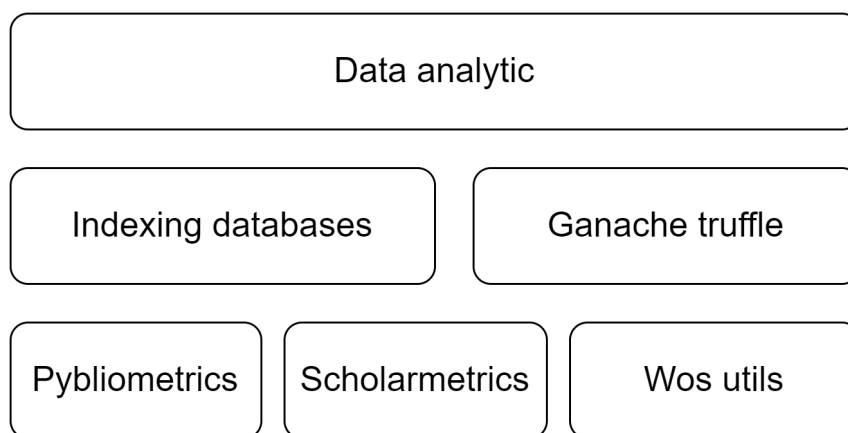 Data analytic
Indexing databases
Ganache truffle
Pybliometrics
Scholarmetrics
Wos utils